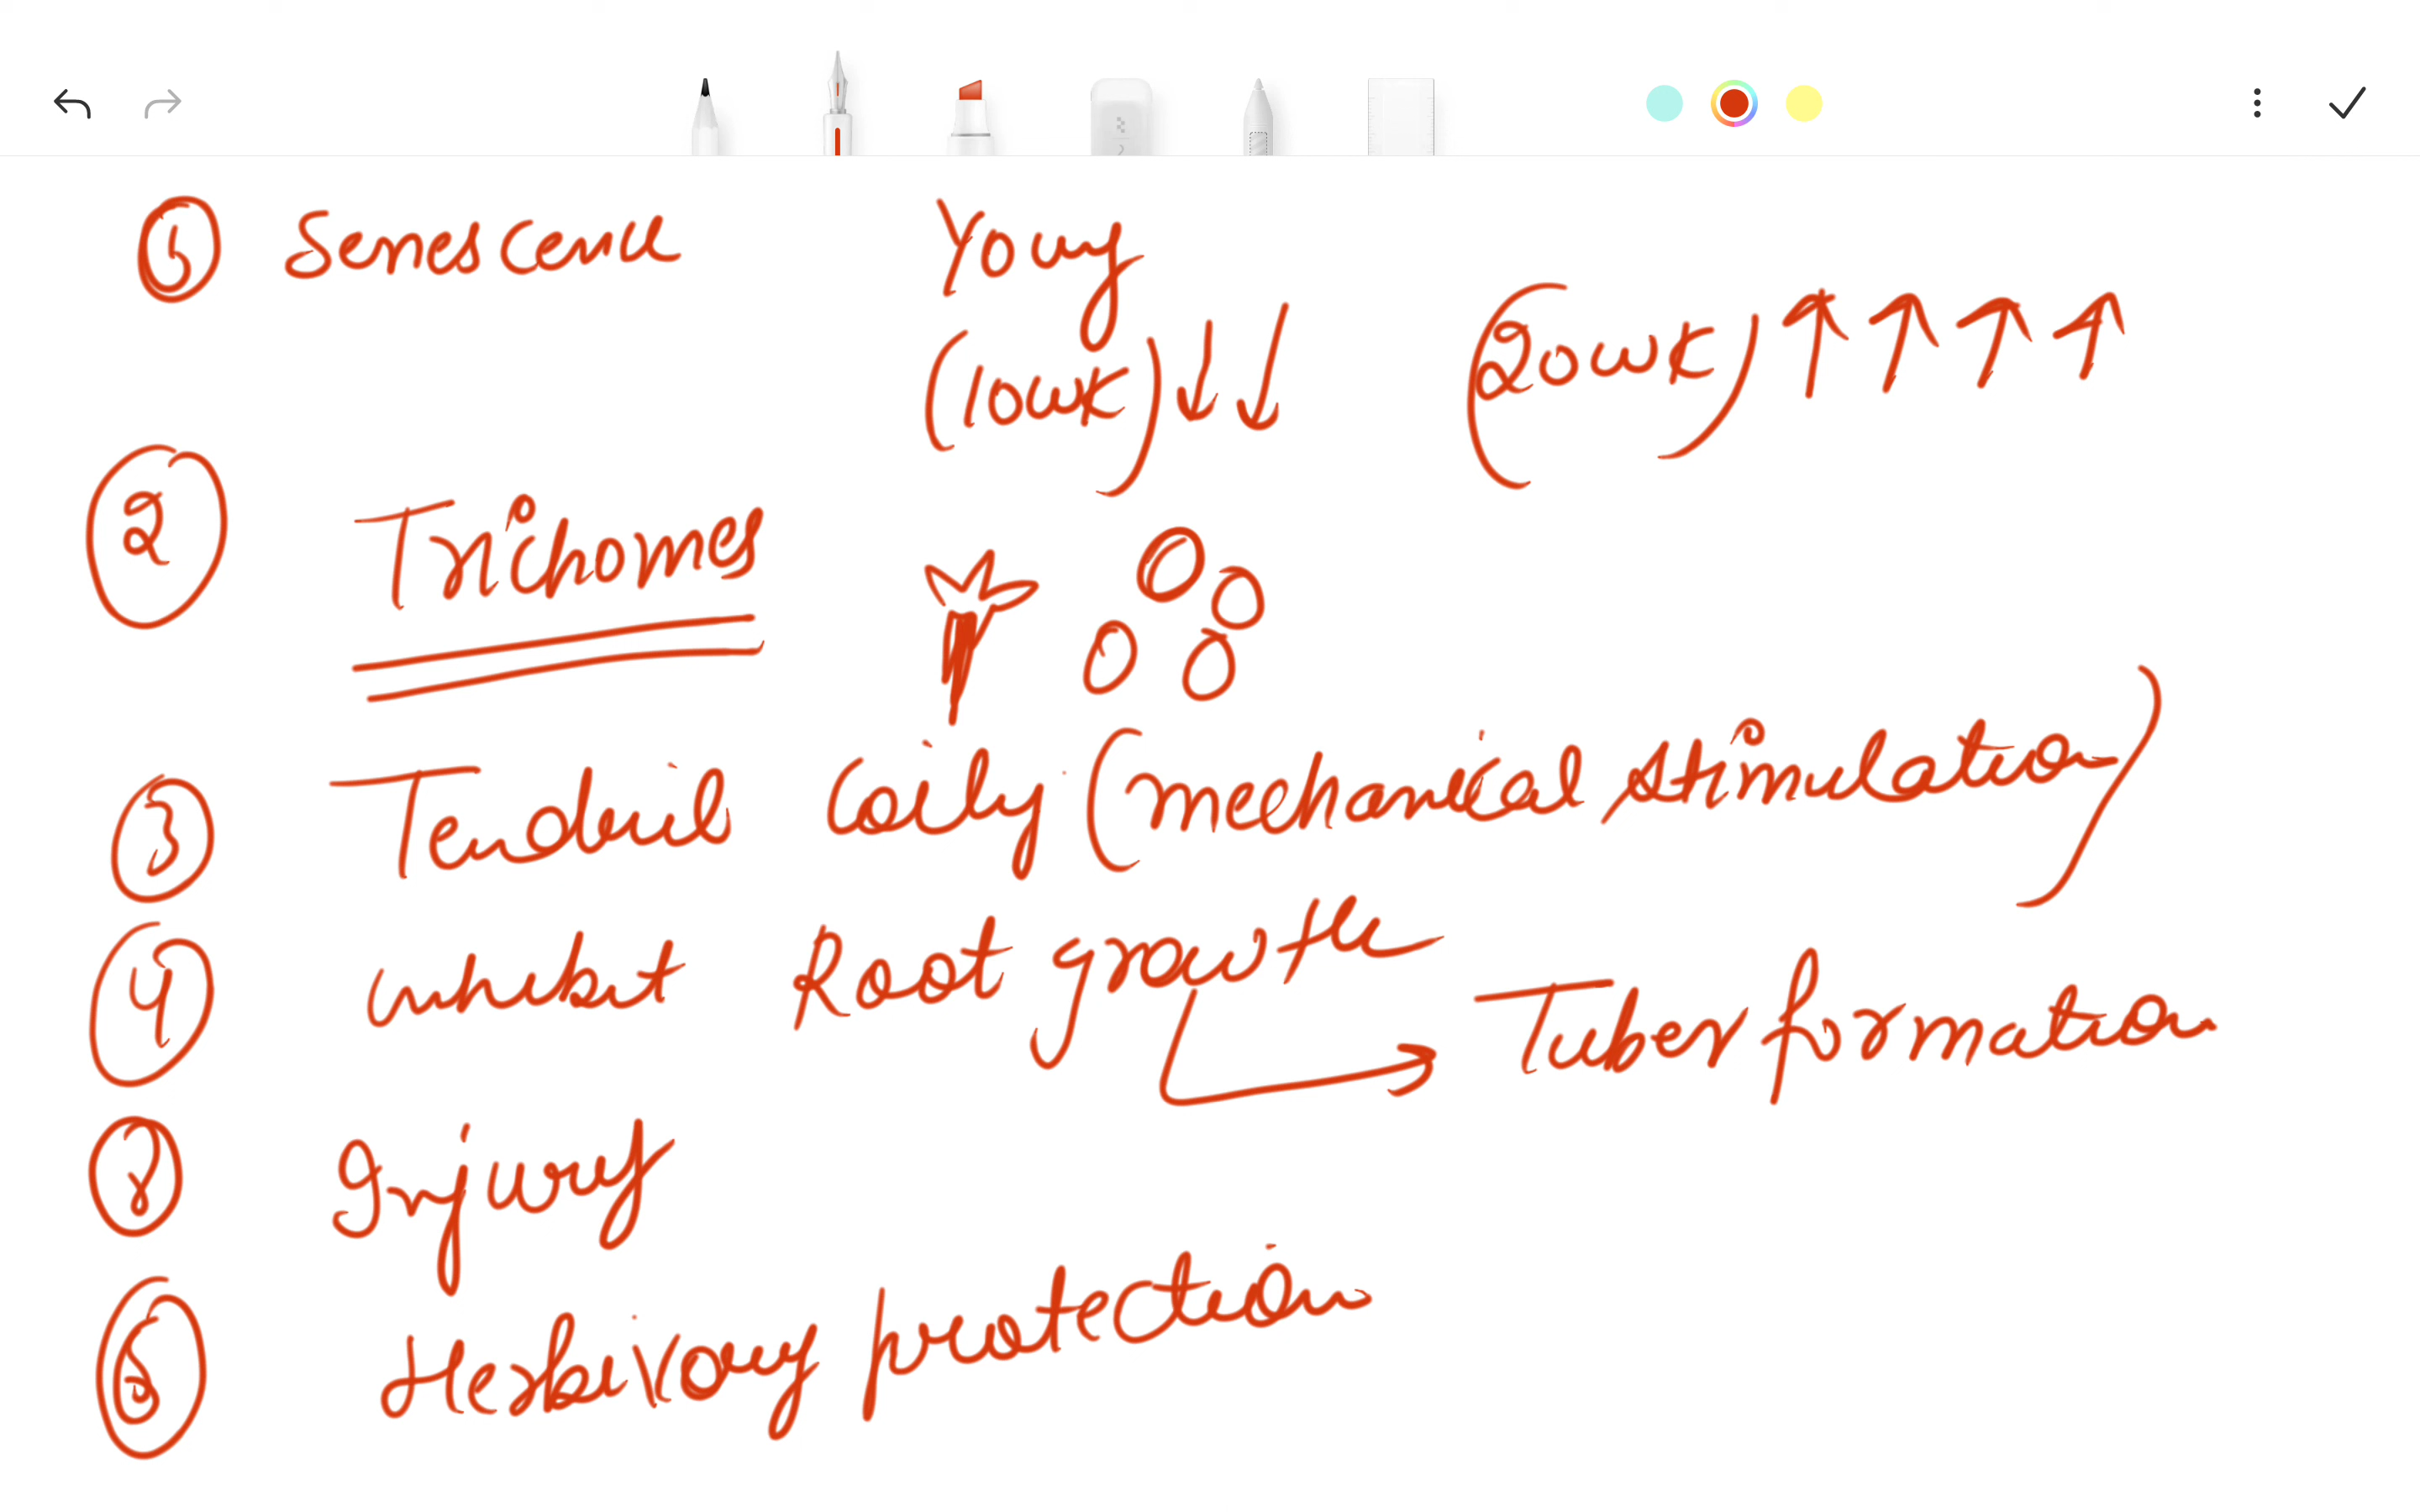 ① Senescence Young
(10wk) ↓↓ (20wk) ↑↑↑↑
② Trichomes
③ Tendril Coiling (mechanical stimulation)
④ inhibit Root growth
→ Tuber formation
⑧ Injury
Herbivory protection